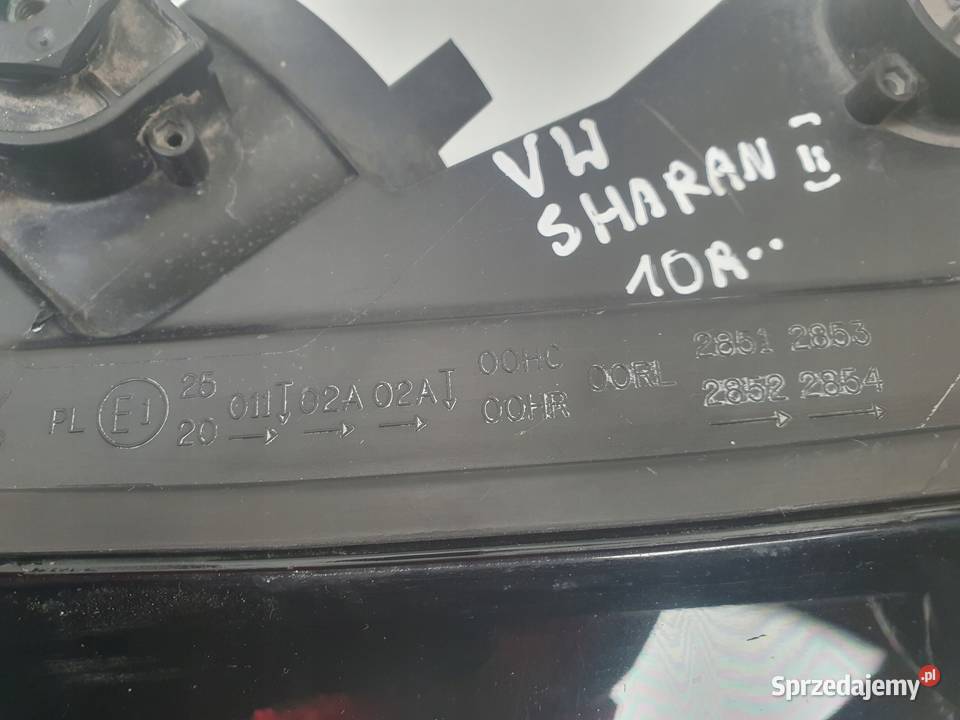 VW
SHARAN II
10R..
PL E1 25 20 011 02A 02A 00HC 00HR 00RL 2851 2853
2852 2854
Sprzedajemy.pl